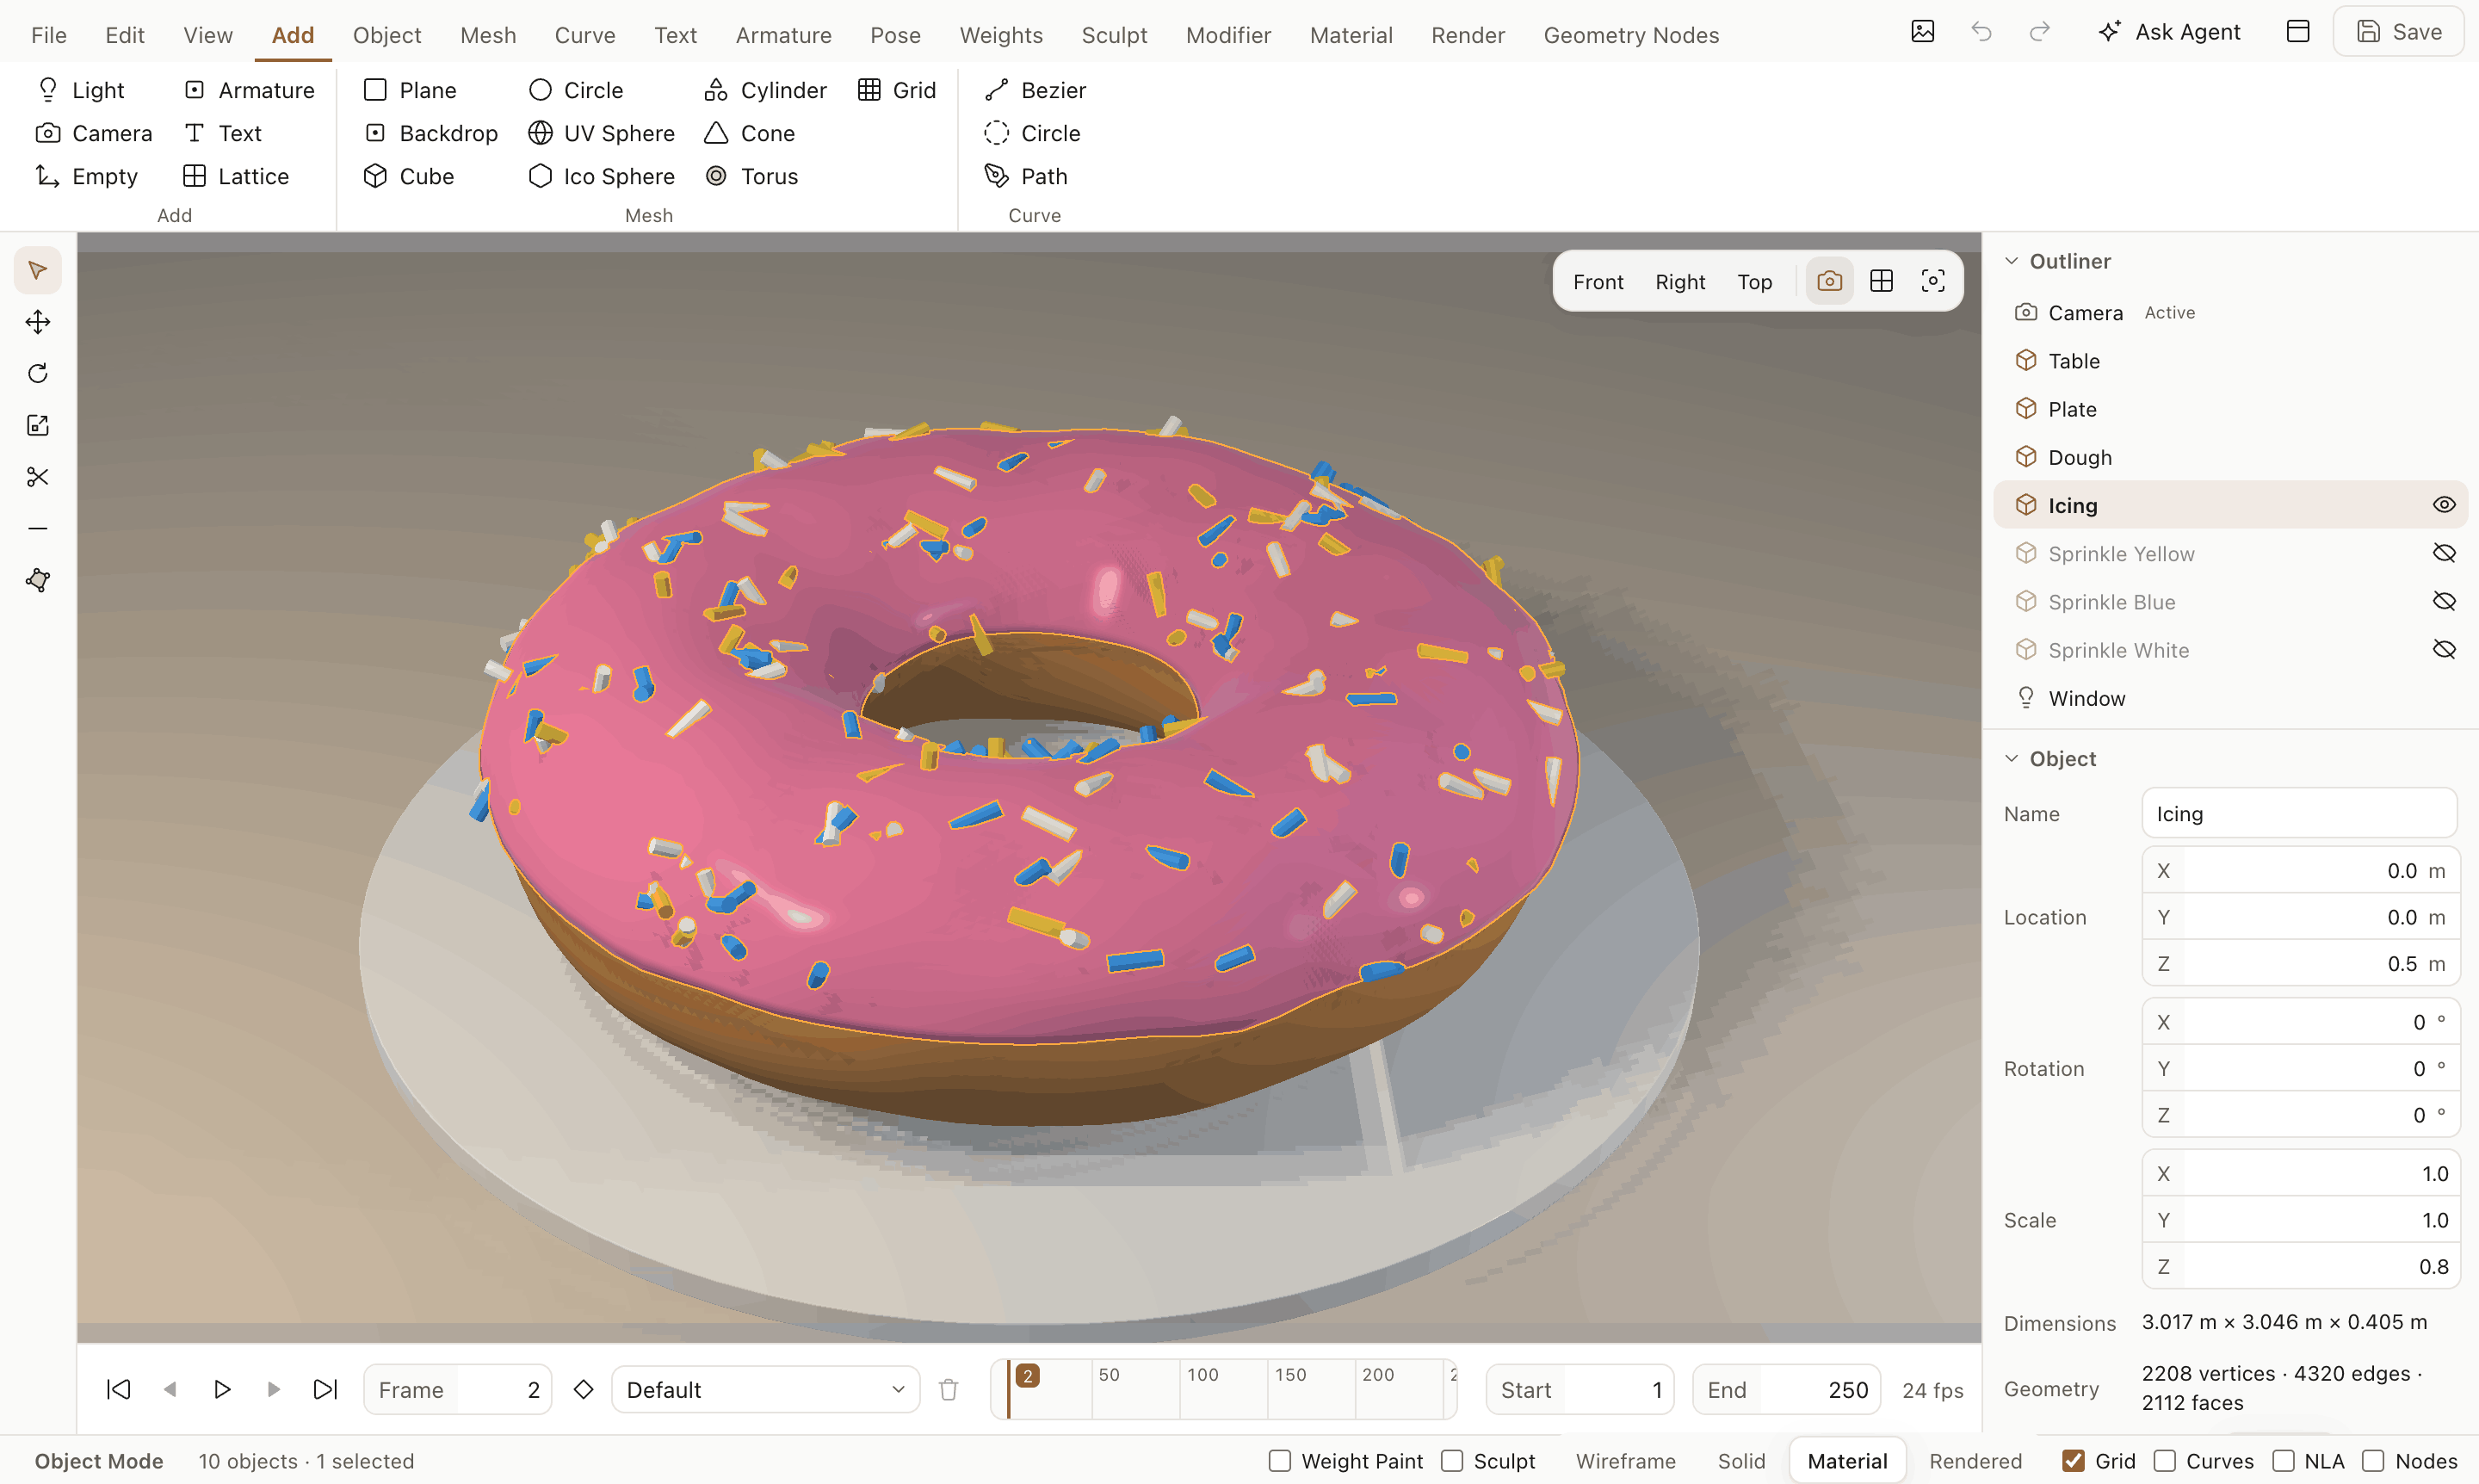 File Edit View Add Object Mesh Curve Text Armature Pose Weights Sculpt Modifier Material Render Geometry Nodes Ask Agent Save
Light Armature Plane Circle Cylinder Grid Bezier
Camera Text Backdrop UV Sphere Cone Circle
Empty Lattice Cube Ico Sphere Torus Path
Add Mesh Curve
Front Right Top
Outliner
Camera Active
Table
Plate
Dough
Icing
Sprinkle Yellow
Sprinkle Blue
Sprinkle White
Window
Object
Name Icing
X 0.0 m
Location Y 0.0 m
Z 0.5 m
X 0 °
Rotation Y 0 °
Z 0 °
X 1.0
Scale Y 1.0
Z 0.8
Dimensions 3.017 m × 3.046 m × 0.405 m
Geometry 2208 vertices · 4320 edges ·
2112 faces
Frame 2 Default 2 50 100 150 200 Start 1 End 250 24 fps
Object Mode 10 objects · 1 selected Weight Paint Sculpt Wireframe Solid Material Rendered Grid Curves NLA Nodes